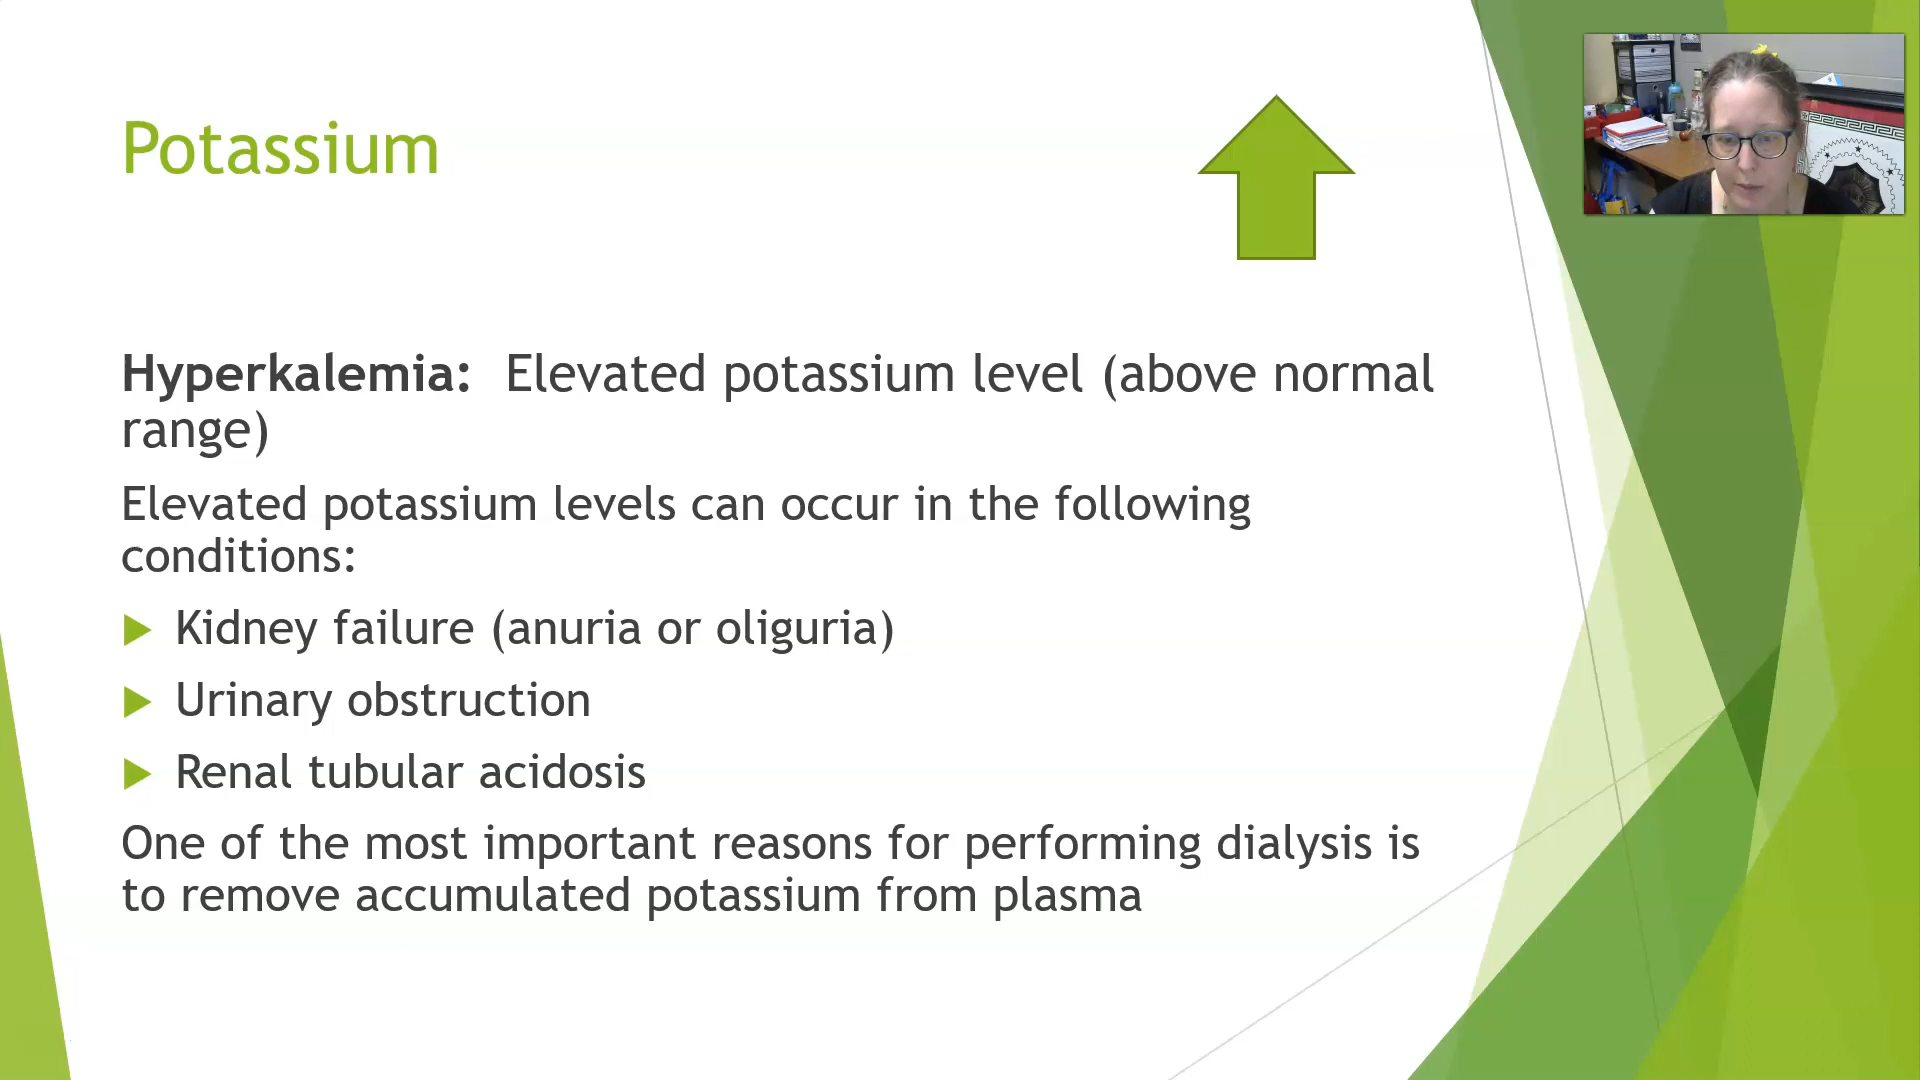 Potassium
Hyperkalemia: Elevated potassium level (above normal
range)
Elevated potassium levels can occur in the following
conditions:
Kidney failure (anuria or oliguria)
Urinary obstruction
Renal tubular acidosis
One of the most important reasons for performing dialysis is
to remove accumulated potassium from plasma